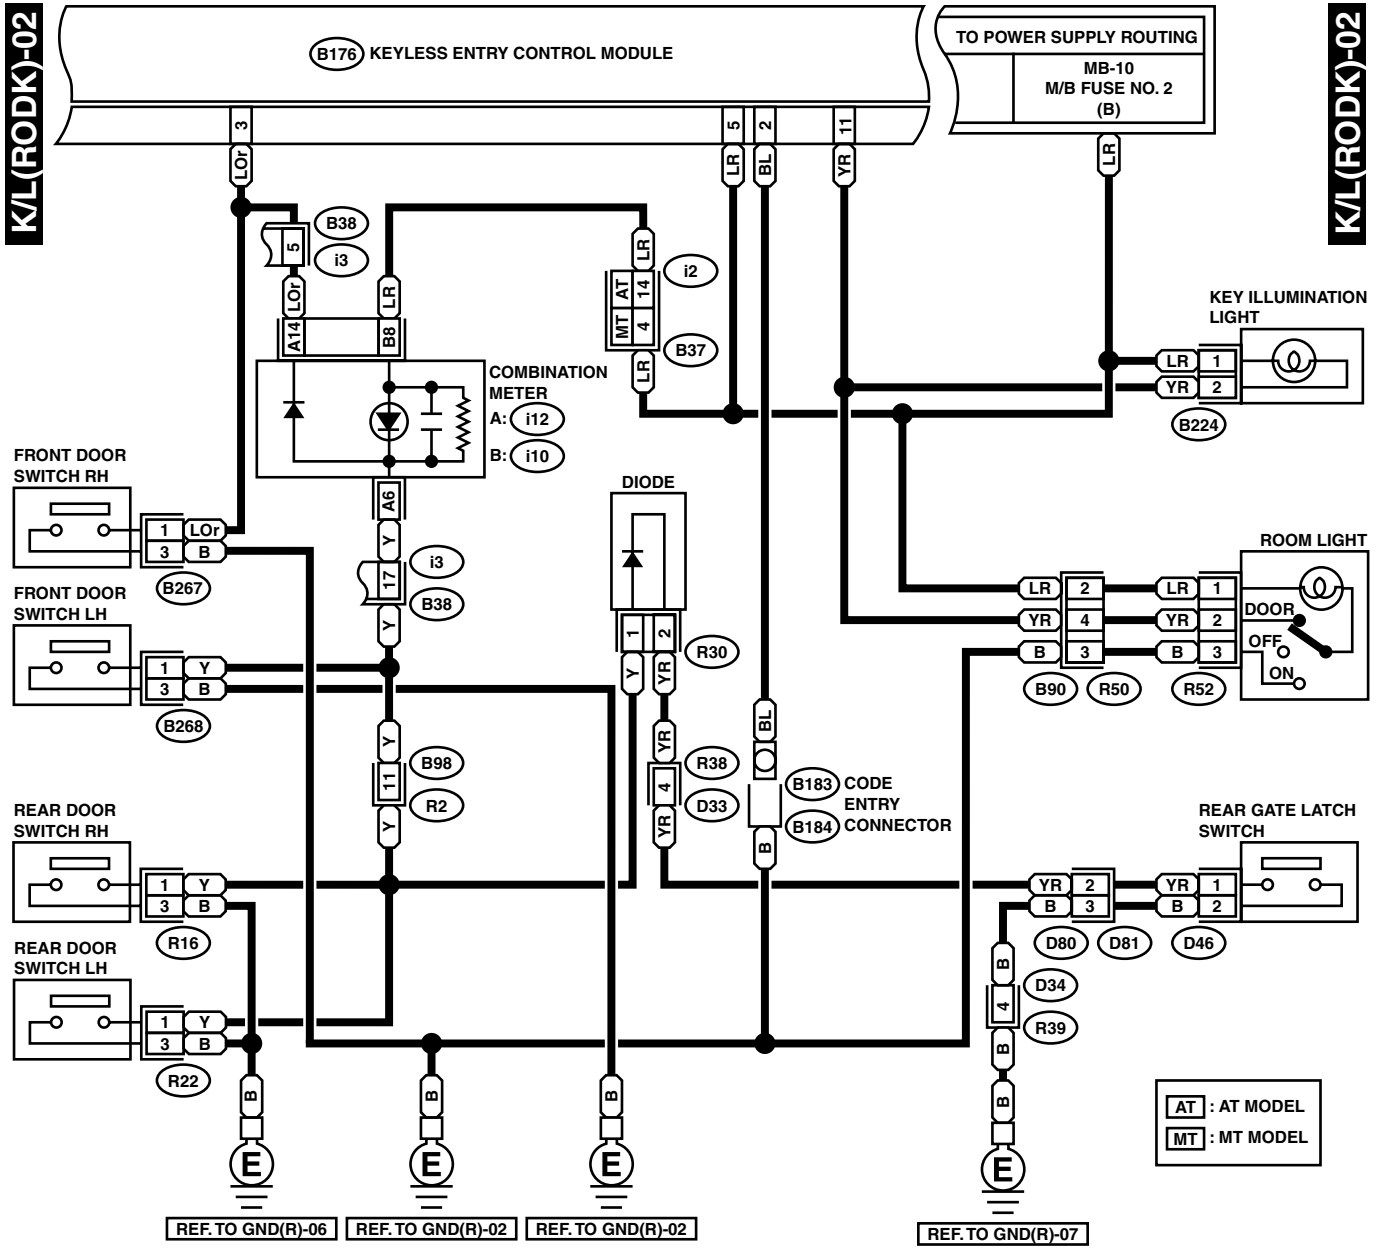 K/L(RODK)-02
K/L(RODK)-02
B176 KEYLESS ENTRY CONTROL MODULE
TO POWER SUPPLY ROUTING
MB-10
M/B FUSE NO. 2
(B)
3
5
2
11
LOr
LR
BL
YR
LR
B38
5
i3
LOr
LR
LR
i2
AT 14
MT 4
B37
LR
A14
B8
COMBINATION
METER
A: i12
B: i10
A6
Y
i3
17
B38
Y
KEY ILLUMINATION
LIGHT
LR 1
YR 2
B224
FRONT DOOR
SWITCH RH
1 LOr
3 B
B267
FRONT DOOR
SWITCH LH
1 Y
3 B
B268
DIODE
1 2
R30
Y YR
YR
R38
4
D33
YR
BL
B183 CODE
ENTRY
B184 CONNECTOR
B
ROOM LIGHT
LR 2 LR 1
YR 4 YR 2
B 3 B 3
DOOR
OFF
ON
B90 R50 R52
Y
B98
11
R2
Y
REAR DOOR
SWITCH RH
1 Y
3 B
R16
REAR DOOR
SWITCH LH
1 Y
3 B
R22
REAR GATE LATCH
SWITCH
YR 2 YR 1
B 3 B 2
D80 D81 D46
B
D34
4
R39
B
B
B
B
B
E
E
E
E
AT : AT MODEL
MT : MT MODEL
REF. TO GND(R)-06
REF. TO GND(R)-02
REF. TO GND(R)-02
REF. TO GND(R)-07